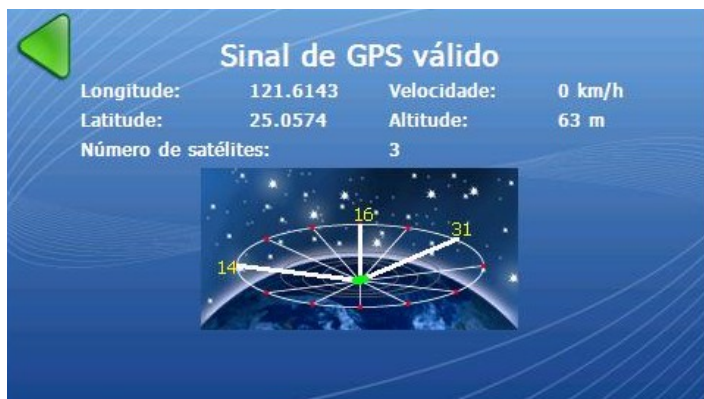 Sinal de GPS válido
Longitude: 121.6143 Velocidade: 0 km/h
Latitude: 25.0574 Altitude: 63 m
Número de satélites: 3
16
31
14